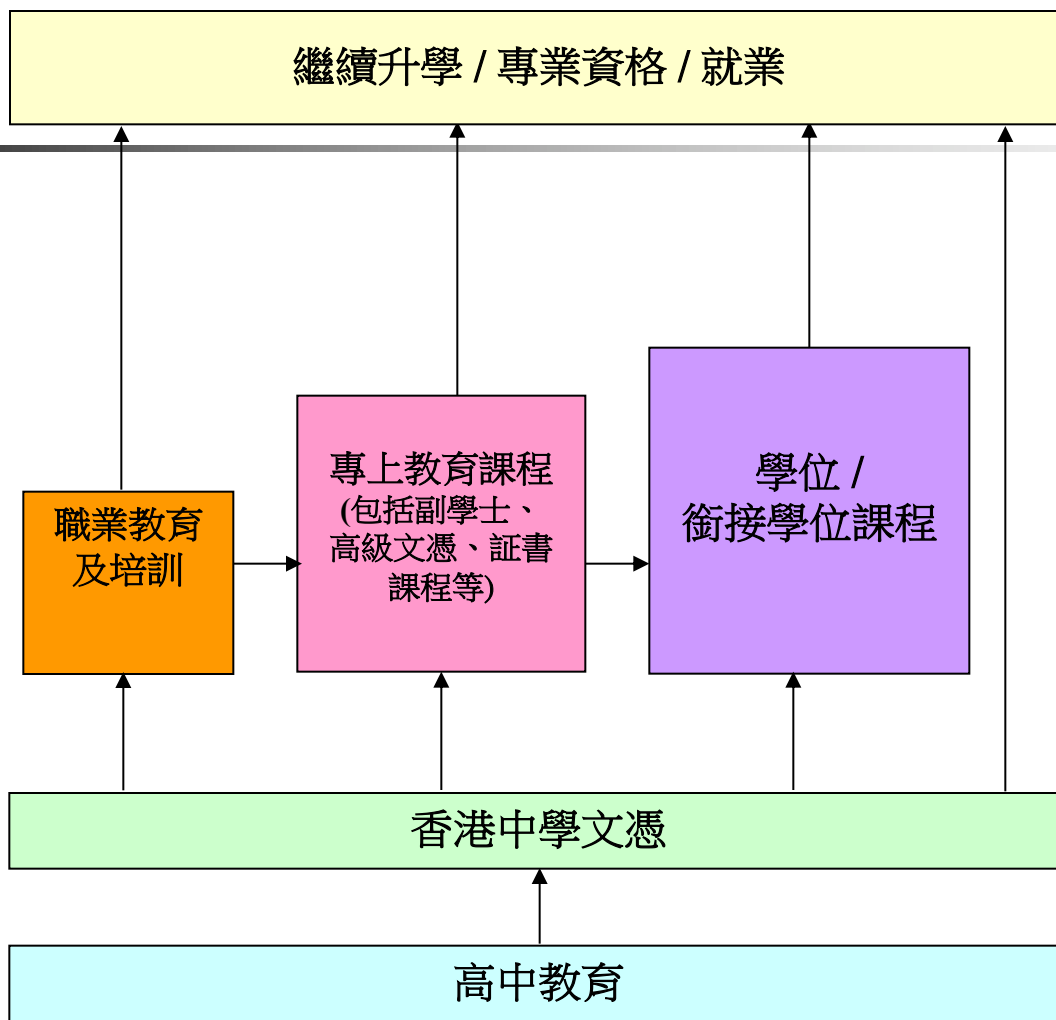 繼續升學 / 專業資格 / 就業
職業教育
及培訓
專上教育課程
(包括副學士、
高級文憑、証書
課程等)
學位 /
銜接學位課程
香港中學文憑
高中教育